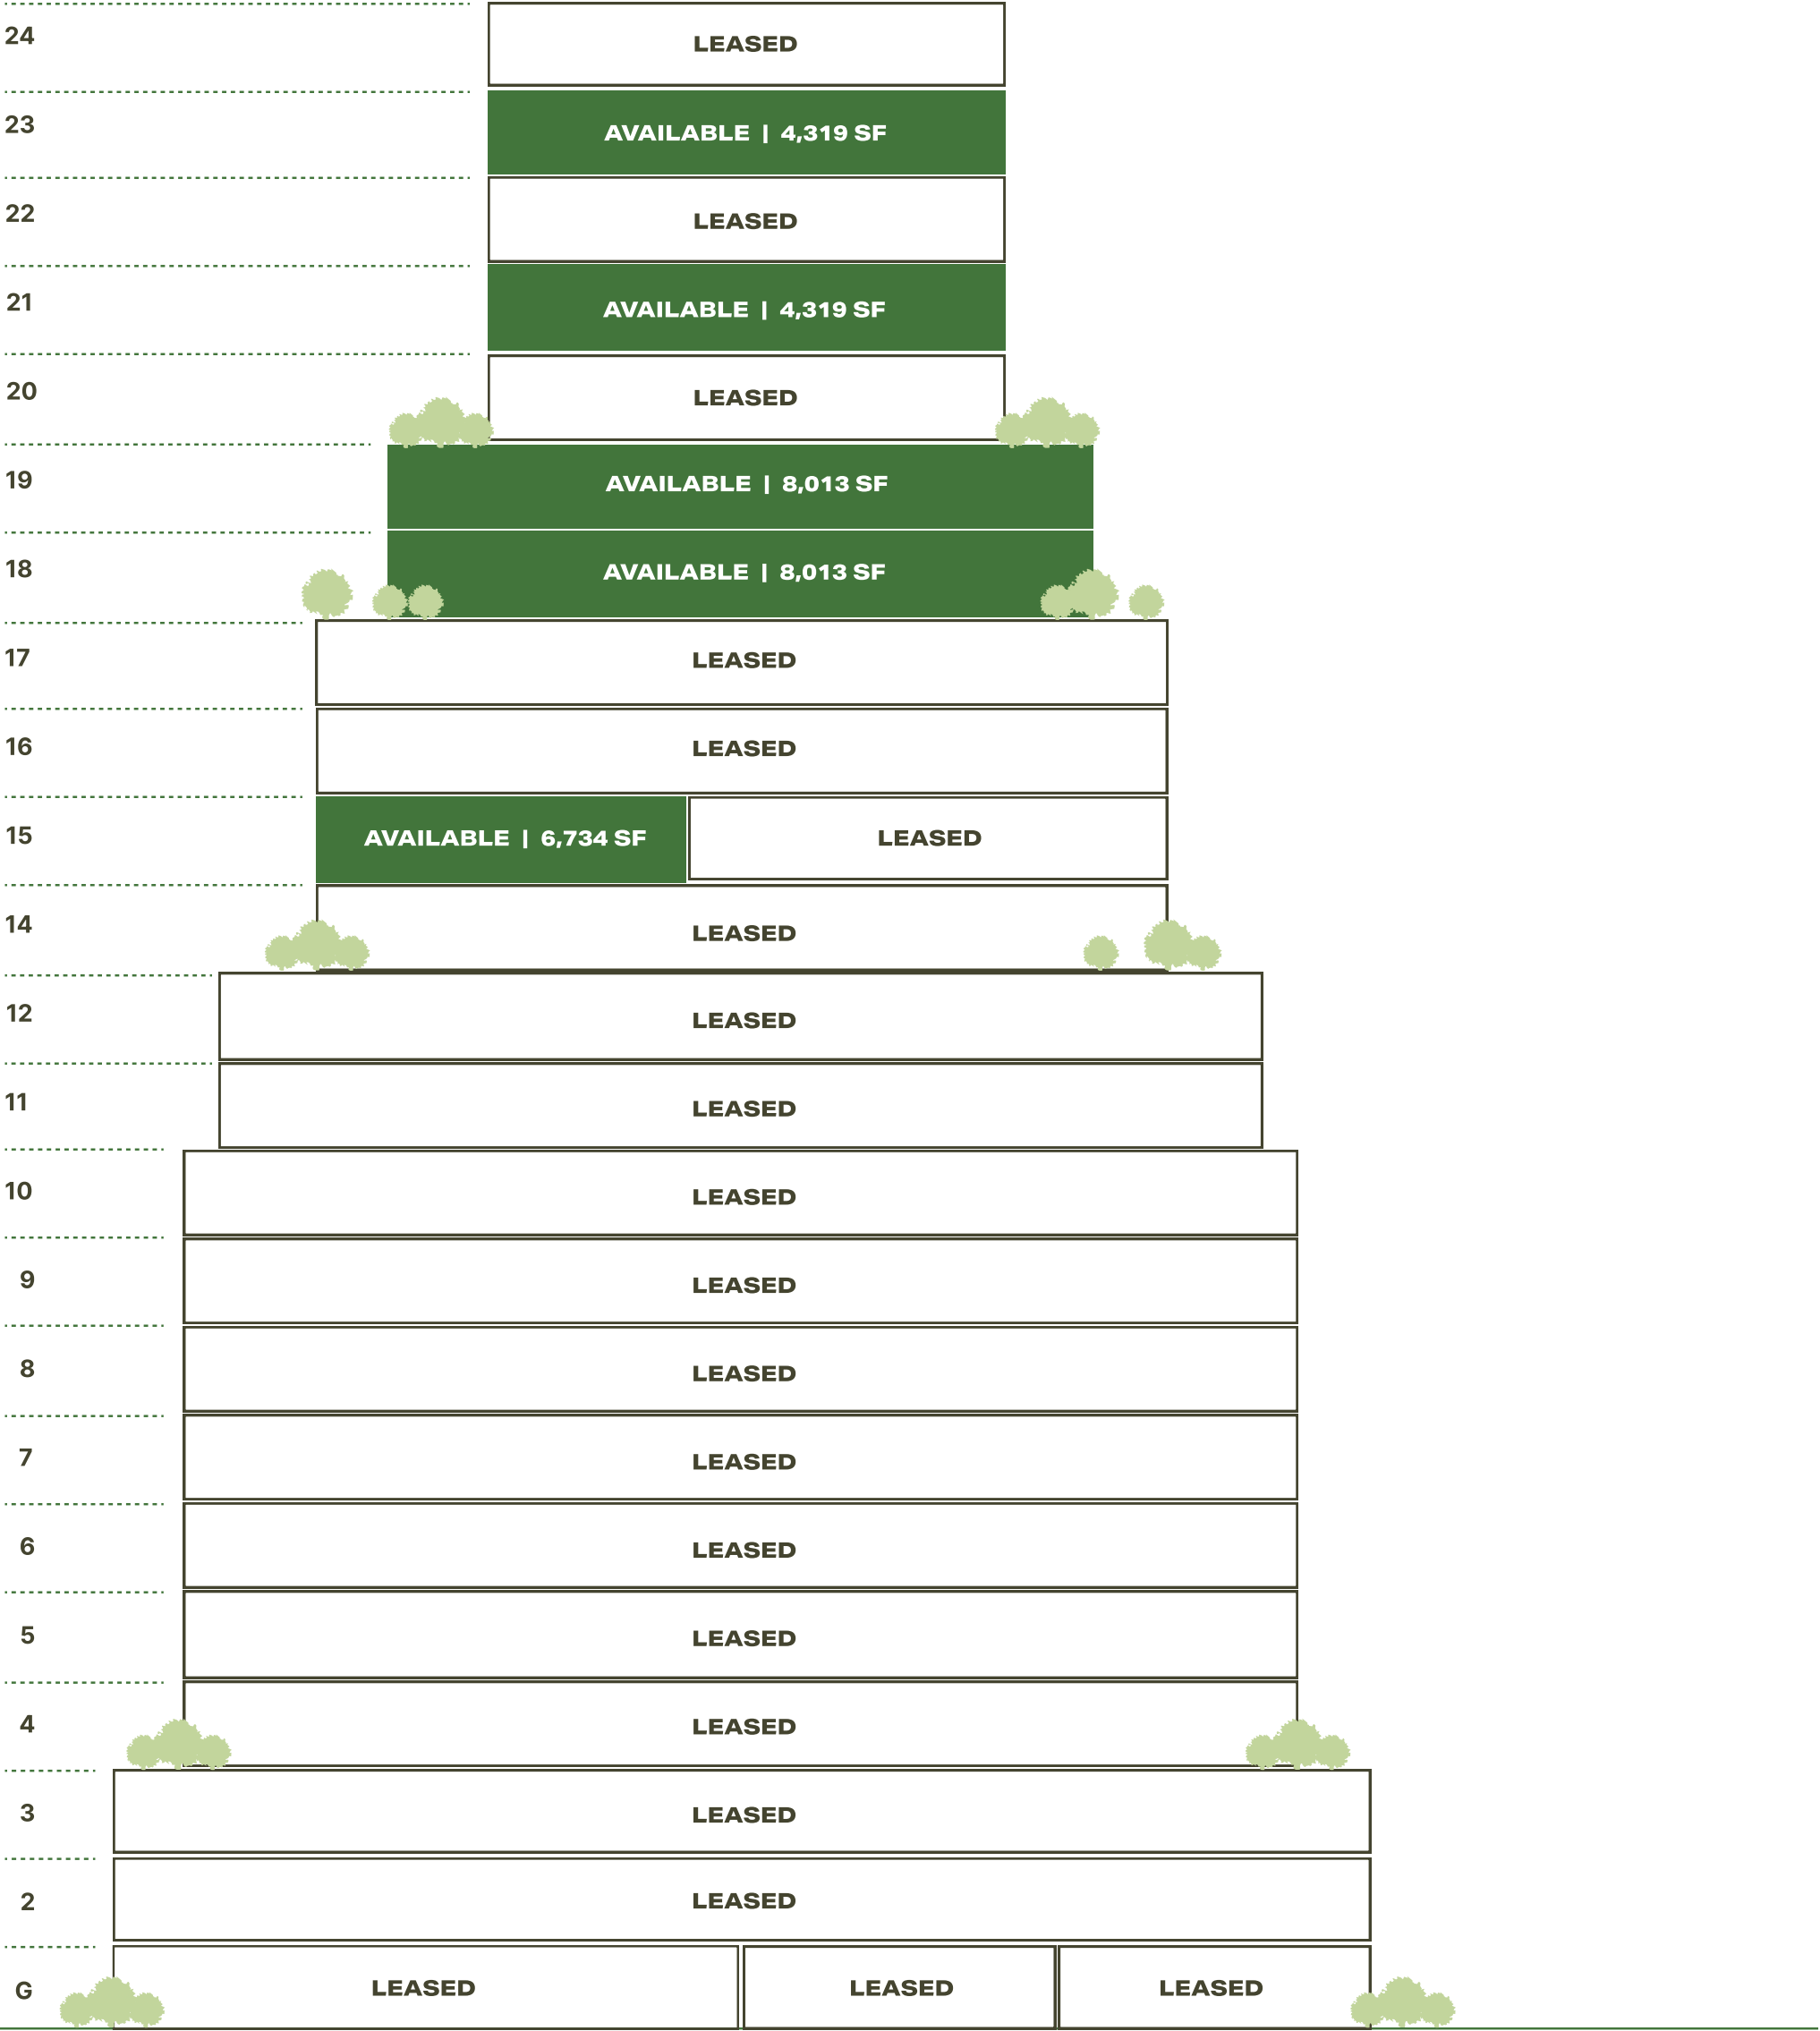 24 LEASED
23 AVAILABLE | 4,319 SF
22 LEASED
21 AVAILABLE | 4,319 SF
20 LEASED
19 AVAILABLE | 8,013 SF
18 AVAILABLE | 8,013 SF
17 LEASED
16 LEASED
15 AVAILABLE | 6,734 SF LEASED
14 LEASED
12 LEASED
11 LEASED
10 LEASED
9 LEASED
8 LEASED
7 LEASED
6 LEASED
5 LEASED
4 LEASED
3 LEASED
2 LEASED
G LEASED LEASED LEASED